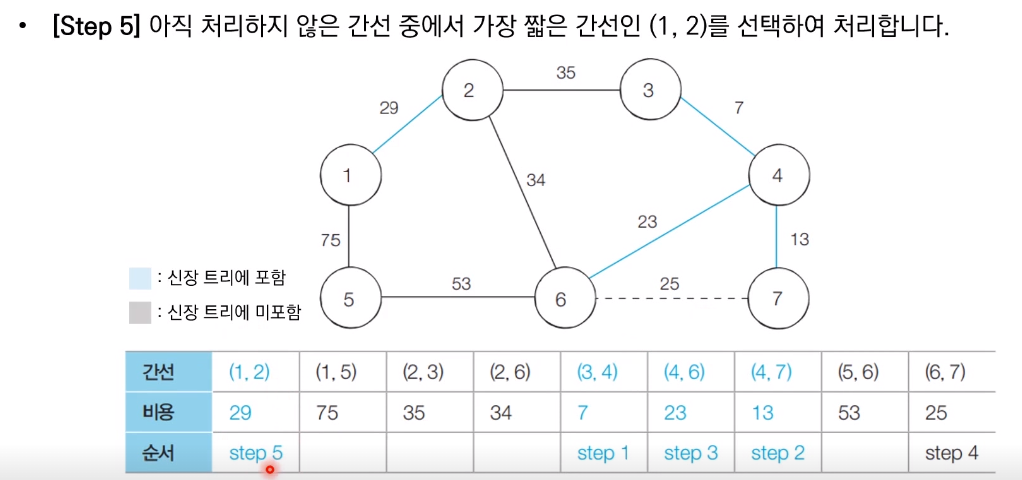 • [Step 5] 아직 처리하지 않은 간선 중에서 가장 짧은 간선인 (1, 2)를 선택하여 처리합니다.
35
2
3
29
7
1
4
34
23
75
13
: 신장 트리에 포함
53
25
5
6
7
: 신장 트리에 미포함
간선 (1, 2) (1, 5) (2, 3) (2, 6) (3, 4) (4, 6) (4, 7) (5, 6) (6, 7)
비용 29 75 35 34 7 23 13 53 25
순서 step 5 step 1 step 3 step 2 step 4